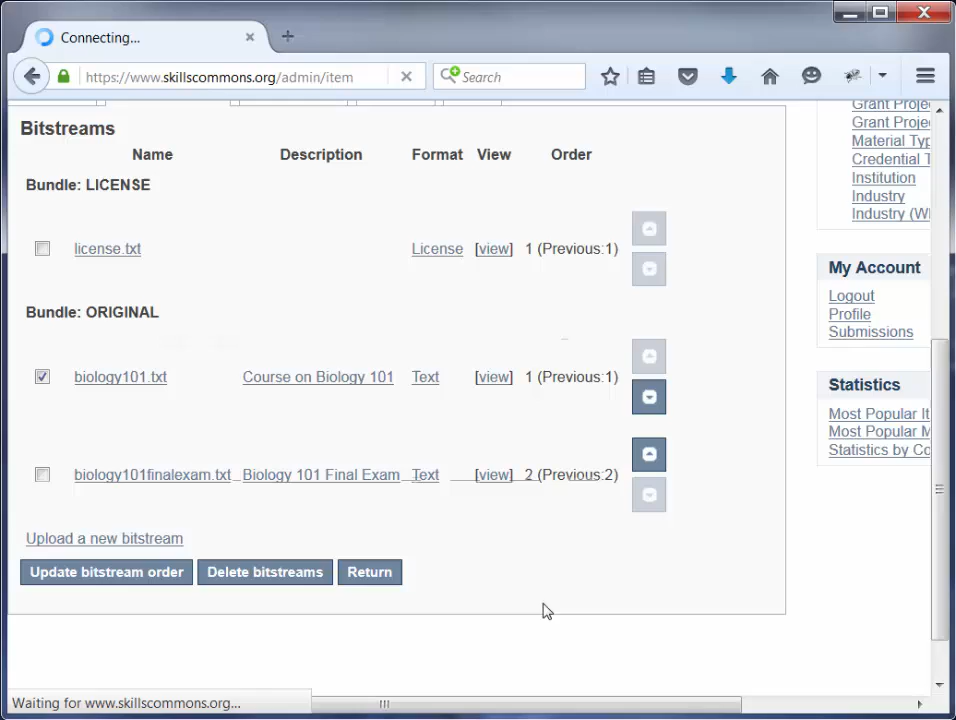 Connecting...
https://www.skillscommons.org/admin/item
Search
Bitstreams
Name Description Format View Order
Bundle: LICENSE
license.txt License [view] 1 (Previous:1)
Bundle: ORIGINAL
biology101.txt Course on Biology 101 Text [view] 1 (Previous:1)
biology101finalexam.txt Biology 101 Final Exam Text [view] 2 (Previous:2)
Upload a new bitstream
Update bitstream order Delete bitstreams Return
Grant Proje
Grant Proje
Material Typ
Credential T
Institution
Industry
Industry (W
My Account
Logout
Profile
Submissions
Statistics
Most Popular It
Most Popular M
Statistics by Co
Waiting for www.skillscommons.org...